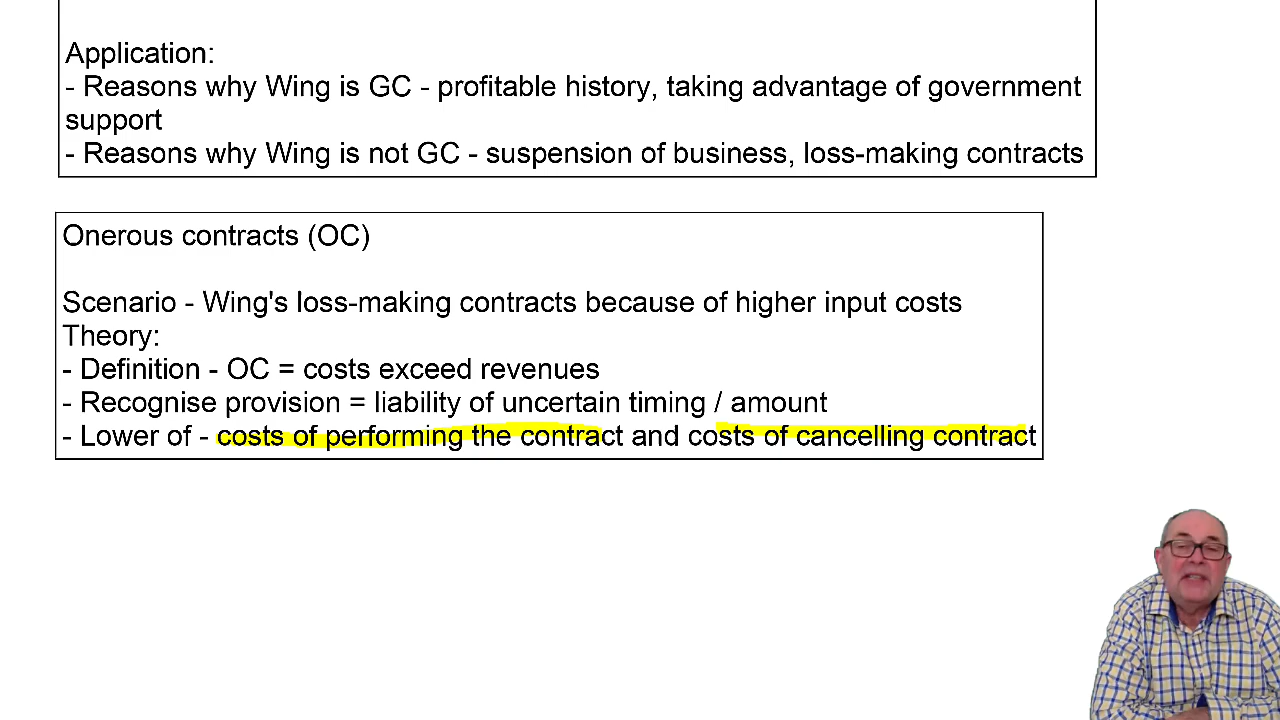 Application:
- Reasons why Wing is GC - profitable history, taking advantage of government
support
- Reasons why Wing is not GC - suspension of business, loss-making contracts
Onerous contracts (OC)
Scenario - Wing's loss-making contracts because of higher input costs
Theory:
- Definition - OC = costs exceed revenues
- Recognise provision = liability of uncertain timing / amount
- Lower of - costs of performing the contract and costs of cancelling contract